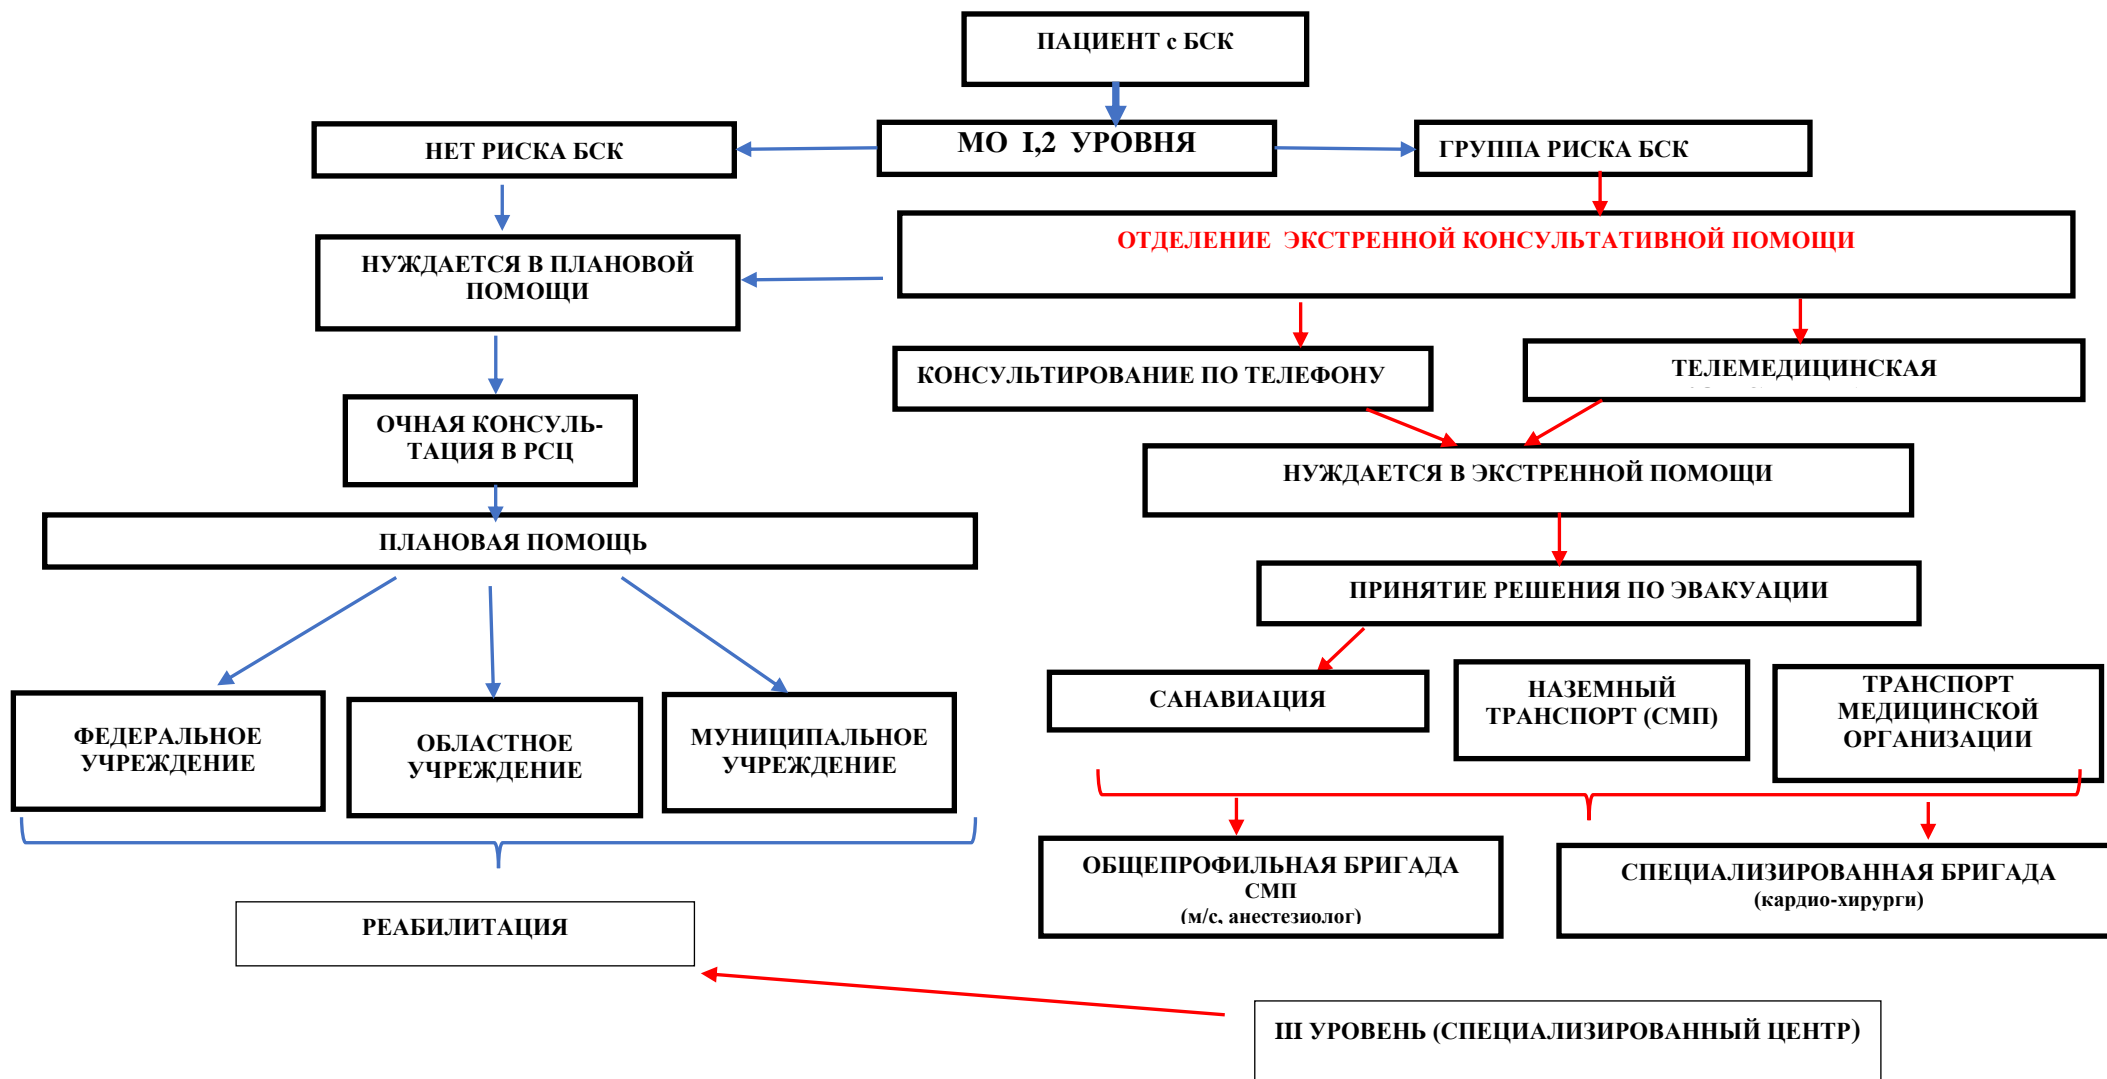 ПАЦИЕНТ с БСК
НЕТ РИСКА БСК
МО I,2 УРОВНЯ
ГРУППА РИСКА БСК
ОТДЕЛЕНИЕ ЭКСТРЕННОЙ КОНСУЛЬТАТИВНОЙ ПОМОЩИ
НУЖДАЕТСЯ В ПЛАНОВОЙ
ПОМОЩИ
КОНСУЛЬТИРОВАНИЕ ПО ТЕЛЕФОНУ
ТЕЛЕМЕДИЦИНСКАЯ
ОЧНАЯ КОНСУЛЬ-
ТАЦИЯ В РСЦ
НУЖДАЕТСЯ В ЭКСТРЕННОЙ ПОМОЩИ
ПЛАНОВАЯ ПОМОЩЬ
ПРИНЯТИЕ РЕШЕНИЯ ПО ЭВАКУАЦИИ
ФЕДЕРАЛЬНОЕ
УЧРЕЖДЕНИЕ
ОБЛАСТНОЕ
УЧРЕЖДЕНИЕ
МУНИЦИПАЛЬНОЕ
УЧРЕЖДЕНИЕ
САНАВИАЦИЯ
НАЗЕМНЫЙ
ТРАНСПОРТ (СМП)
ТРАНСПОРТ
МЕДИЦИНСКОЙ
ОРГАНИЗАЦИИ
ОБЩЕПРОФИЛЬНАЯ БРИГАДА
СМП
(м/с, анестезиолог)
СПЕЦИАЛИЗИРОВАННАЯ БРИГАДА
(кардио-хирурги)
РЕАБИЛИТАЦИЯ
III УРОВЕНЬ (СПЕЦИАЛИЗИРОВАННЫЙ ЦЕНТР)